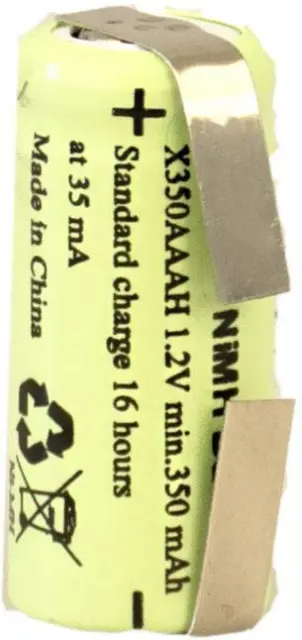 NiMH
X350AAAH 1.2V min.350 mAh
Standard charge 16 hours
at 35 mA
Made in China
+
-